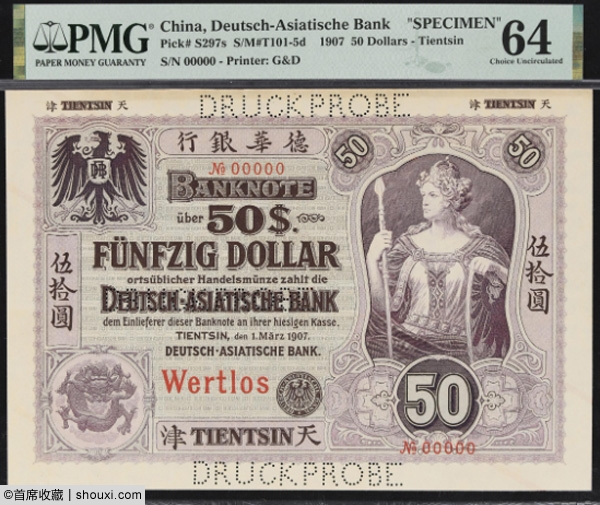 PMG
PAPER MONEY GUARANTY
China, Deutsch-Asiatische Bank "SPECIMEN"
Pick# S297s S/M#T101-5d 1907 50 Dollars - Tientsin
S/N 00000 - Printer: G&D
64
Choice Uncirculated
津 TIENTSIN 天
DRUCKPROBE
津 TIENTSIN 天
行銀華德
50
50
№ 00000
BANKNOTE
über 50 $.
FÜNFZIG DOLLAR
ortsüblicher Handelsmünze zahlt die
DEUTSCH-ASIATISCHE BANK
dem Einlieferer dieser Banknote an ihrer hiesigen Kasse.
TIENTSIN, den 1. März 1907.
DEUTSCH-ASIATISCHE BANK.
伍拾圓
伍拾圓
Wertlos
50
津 TIENTSIN 天
№ 00000
DRUCKPROBE
©首席收藏 | shouxi.com